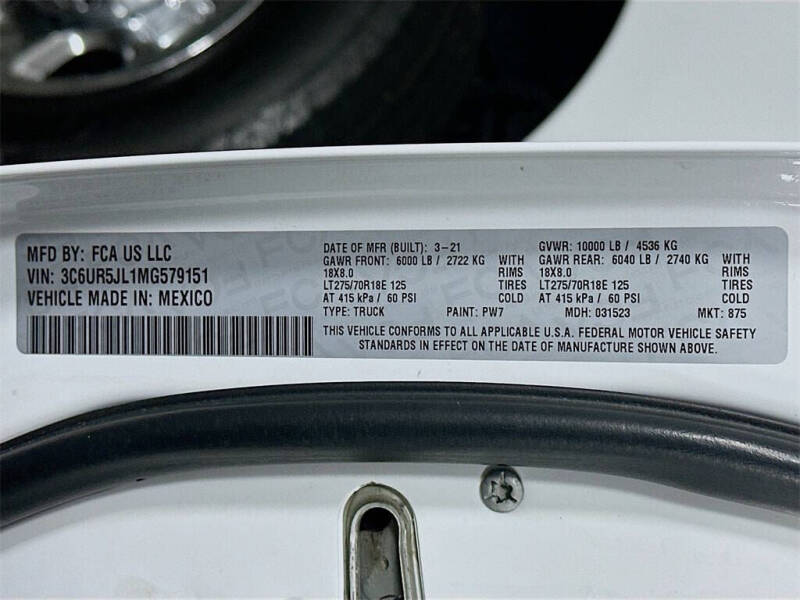 MFD BY: FCA US LLC
VIN: 3C6UR5JL1MG579151
VEHICLE MADE IN: MEXICO
DATE OF MFR (BUILT): 3-21 GVWR: 10000 LB / 4536 KG
GAWR FRONT: 6000 LB / 2722 KG WITH GAWR REAR: 6040 LB / 2740 KG WITH
18X8.0 RIMS 18X8.0 RIMS
LT275/70R18E 125 TIRES LT275/70R18E 125 TIRES
AT 415 kPa / 60 PSI COLD AT 415 kPa / 60 PSI COLD
TYPE: TRUCK PAINT: PW7 MDH: 031523 MKT: 875
THIS VEHICLE CONFORMS TO ALL APPLICABLE U.S.A. FEDERAL MOTOR VEHICLE SAFETY
STANDARDS IN EFFECT ON THE DATE OF MANUFACTURE SHOWN ABOVE.